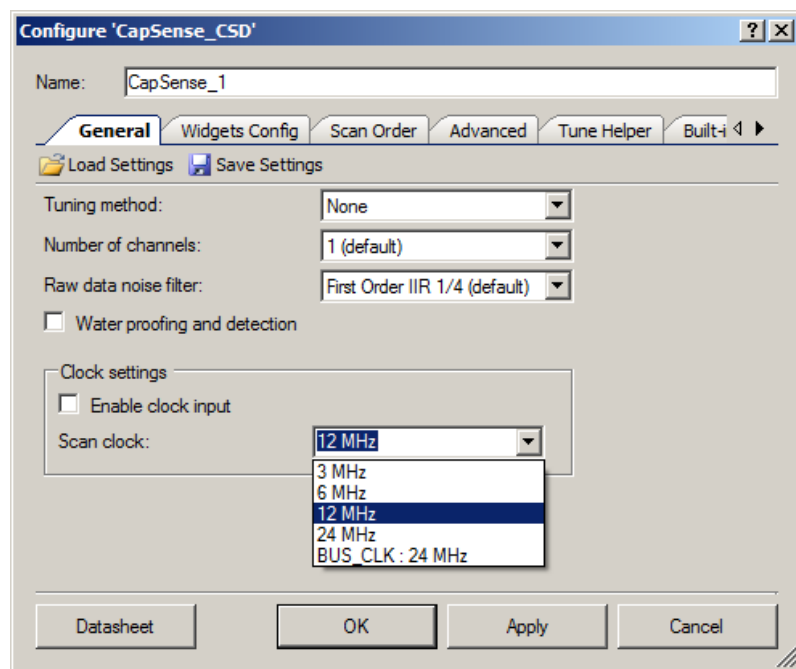 Configure 'CapSense_CSD'
Name: CapSense_1
General Widgets Config Scan Order Advanced Tune Helper Built-i
Load Settings Save Settings
Tuning method: None
Number of channels: 1 (default)
Raw data noise filter: First Order IIR 1/4 (default)
Water proofing and detection
Clock settings
Enable clock input
Scan clock: 12 MHz
3 MHz
6 MHz
12 MHz
24 MHz
BUS_CLK : 24 MHz
Datasheet OK Apply Cancel